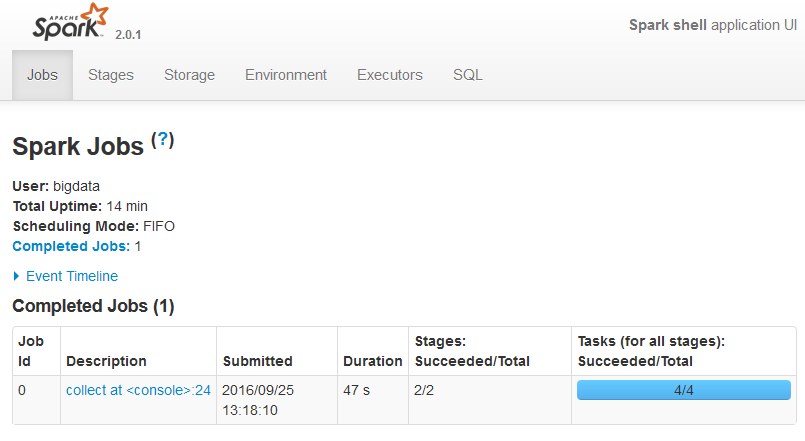 APACHE
Spark 2.0.1
Spark shell application UI
Jobs Stages Storage Environment Executors SQL
Spark Jobs (?)
User: bigdata
Total Uptime: 14 min
Scheduling Mode: FIFO
Completed Jobs: 1
Event Timeline
Completed Jobs (1)
Job Id Description Submitted Duration Stages: Succeeded/Total Tasks (for all stages): Succeeded/Total
0 collect at <console>:24 2016/09/25 13:18:10 47 s 2/2 4/4